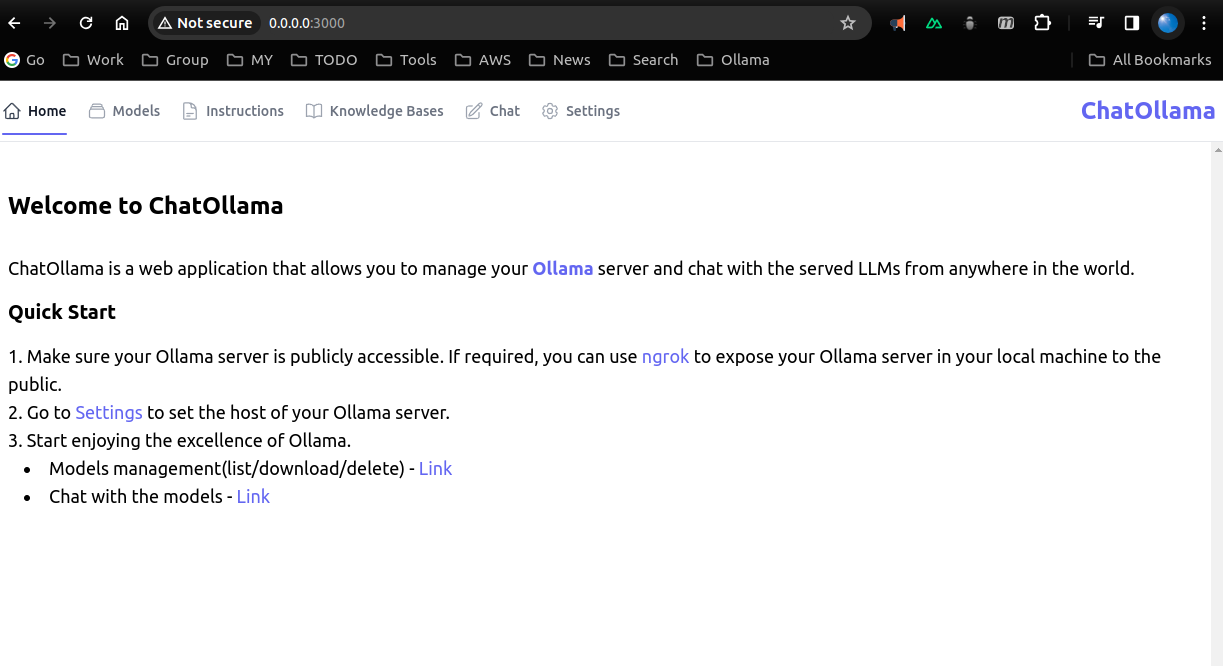 Not secure 0.0.0.0:3000
Go Work Group MY TODO Tools AWS News Search Ollama All Bookmarks
Home Models Instructions Knowledge Bases Chat Settings ChatOllama
Welcome to ChatOllama
ChatOllama is a web application that allows you to manage your Ollama server and chat with the served LLMs from anywhere in the world.
Quick Start
1. Make sure your Ollama server is publicly accessible. If required, you can use ngrok to expose your Ollama server in your local machine to the
public.
2. Go to Settings to set the host of your Ollama server.
3. Start enjoying the excellence of Ollama.
• Models management(list/download/delete) - Link
• Chat with the models - Link